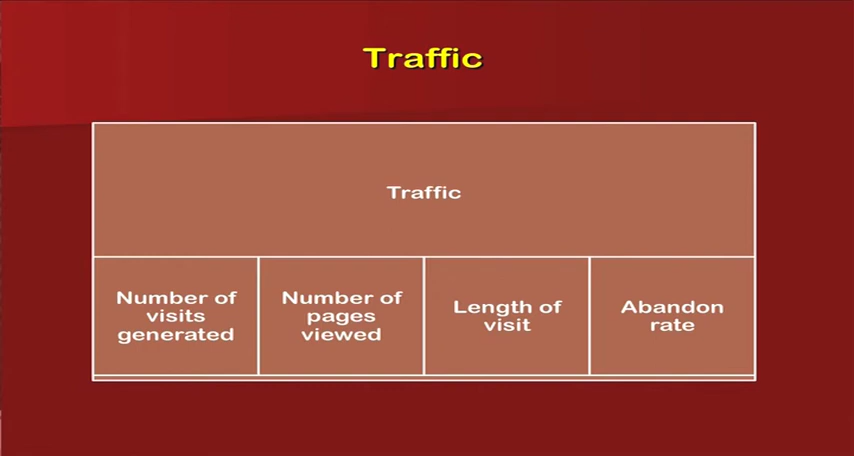 Traffic
Traffic
Number of
visits
generated
Number of
pages
viewed
Length of
visit
Abandon
rate